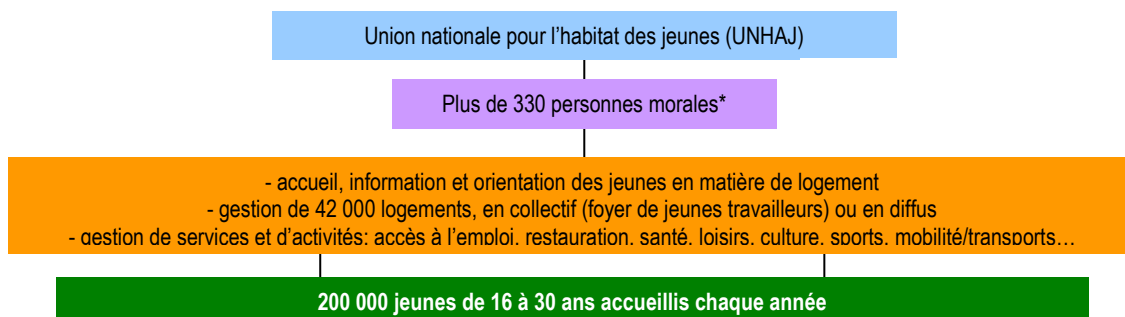 Union nationale pour l’habitat des jeunes (UNHAJ)
Plus de 330 personnes morales*
- accueil, information et orientation des jeunes en matière de logement
- gestion de 42 000 logements, en collectif (foyer de jeunes travailleurs) ou en diffus
- gestion de services et d’activités: accès à l’emploi, restauration, santé, loisirs, culture, sports, mobilité/transports…
200 000 jeunes de 16 à 30 ans accueillis chaque année